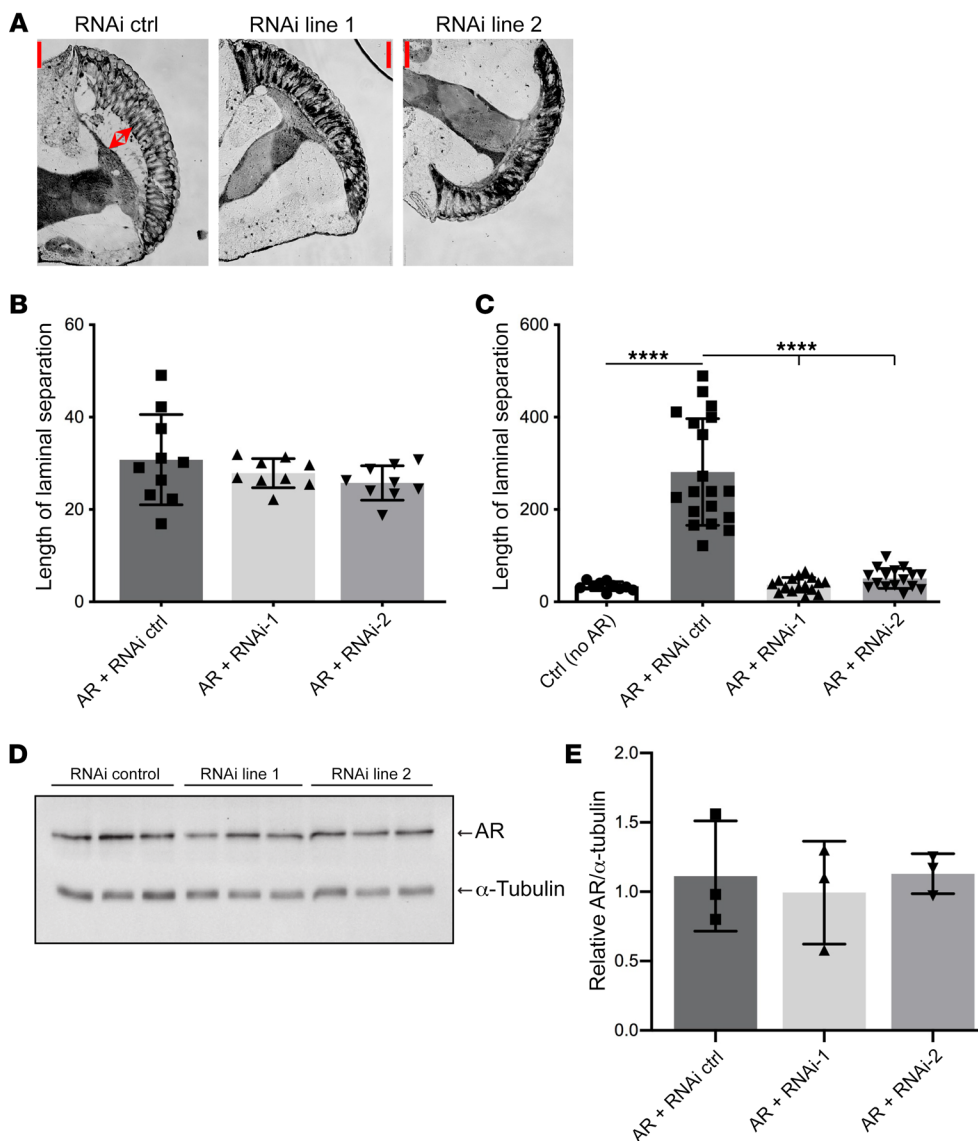 A
RNAi ctrl
RNAi line 1
RNAi line 2
B
Length of laminal separation
60
40
20
0
AR + RNAi ctrl
AR + RNAi-1
AR + RNAi-2
C
Length of laminal separation
600
400
200
0
****
****
Ctrl (no AR)
AR + RNAi ctrl
AR + RNAi-1
AR + RNAi-2
D
RNAi control
RNAi line 1
RNAi line 2
←AR
←α-Tubulin
E
Relative AR/α-tubulin
2.0
1.5
1.0
0.5
0.0
AR + RNAi ctrl
AR + RNAi-1
AR + RNAi-2